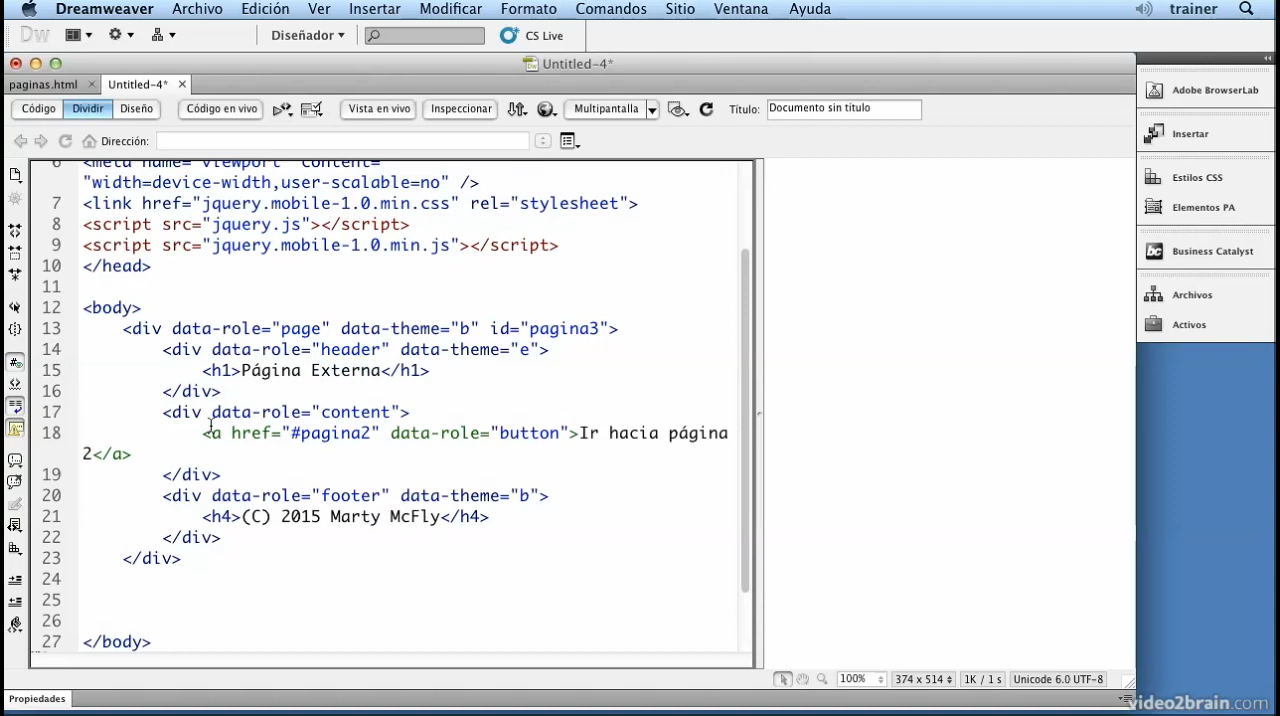 Dreamweaver Archivo Edición Ver Insertar Modificar Formato Comandos Sitio Ventana Ayuda trainer
Dw Diseñador CS Live
Untitled-4*
paginas.html × Untitled-4* ×
Código Dividir Diseño Código en vivo Vista en vivo Inspeccionar Multipantalla Título: Documento sin título
Dirección:
6 <meta name="viewport" content=
"width=device-width,user-scalable=no" />
7 <link href="jquery.mobile-1.0.min.css" rel="stylesheet">
8 <script src="jquery.js"></script>
9 <script src="jquery.mobile-1.0.min.js"></script>
10 </head>
11
12 <body>
13 <div data-role="page" data-theme="b" id="pagina3">
14 <div data-role="header" data-theme="e">
15 <h1>Página Externa</h1>
16 </div>
17 <div data-role="content">
18 <a href="#pagina2" data-role="button">Ir hacia página
2</a>
19 </div>
20 <div data-role="footer" data-theme="b">
21 <h4>(C) 2015 Marty McFly</h4>
22 </div>
23 </div>
24
25
26
27 </body>
100% 374 x 514 1K / 1 s Unicode 6.0 UTF-8
Propiedades
Adobe BrowserLab
Insertar
Estilos CSS
Elementos PA
bc Business Catalyst
Archivos
Activos
video2brain.com